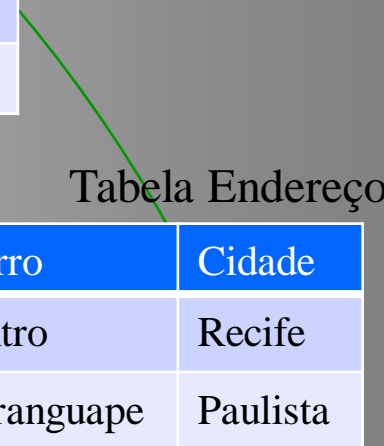 Tabela Endereço
rro Cidade
tro Recife
ranguape Paulista